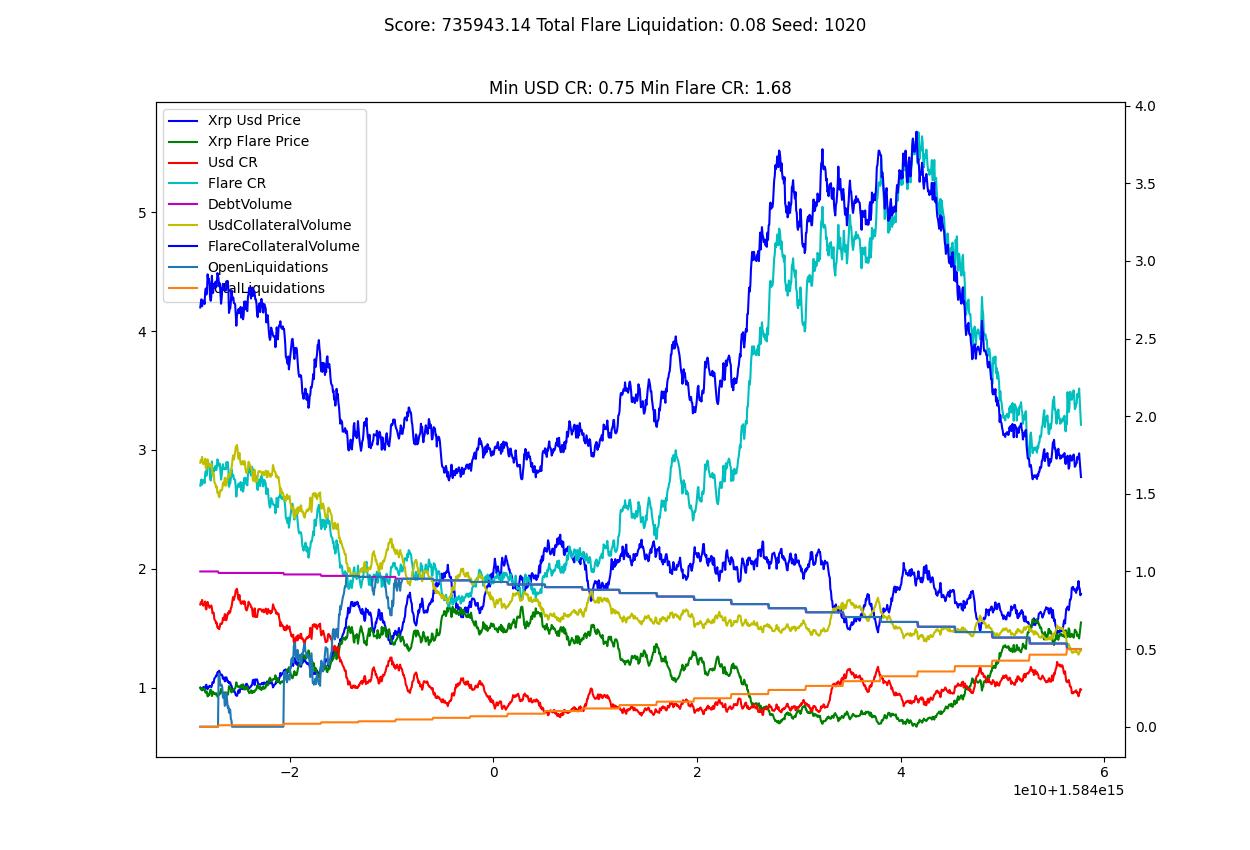 Score: 735943.14 Total Flare Liquidation: 0.08 Seed: 1020
Min USD CR: 0.75 Min Flare CR: 1.68
Xrp Usd Price
Xrp Flare Price
Usd CR
Flare CR
DebtVolume
UsdCollateralVolume
FlareCollateralVolume
OpenLiquidations
TotalLiquidations
5
4
3
2
1
4.0
3.5
3.0
2.5
2.0
1.5
1.0
0.5
0.0
−2
0
2
4
6
1e10+1.584e15